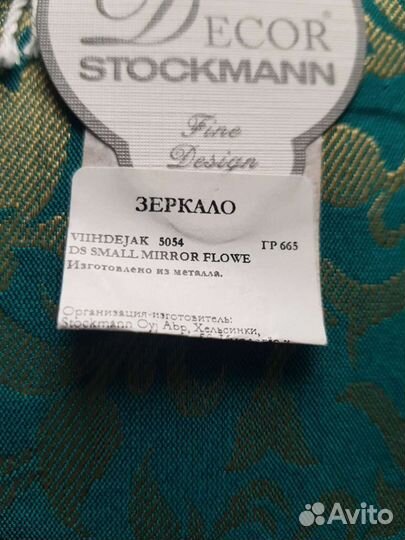 DECOR
STOCKMANN
Fine
Design
ЗЕРКАЛО
VIIHDEJAK 5054 ГР 665
DS SMALL MIRROR FLOWE
Изготовлено из металла.
Организация-изготовитель:
Stockmann Oyj Abp, Хельсинки,
Avito